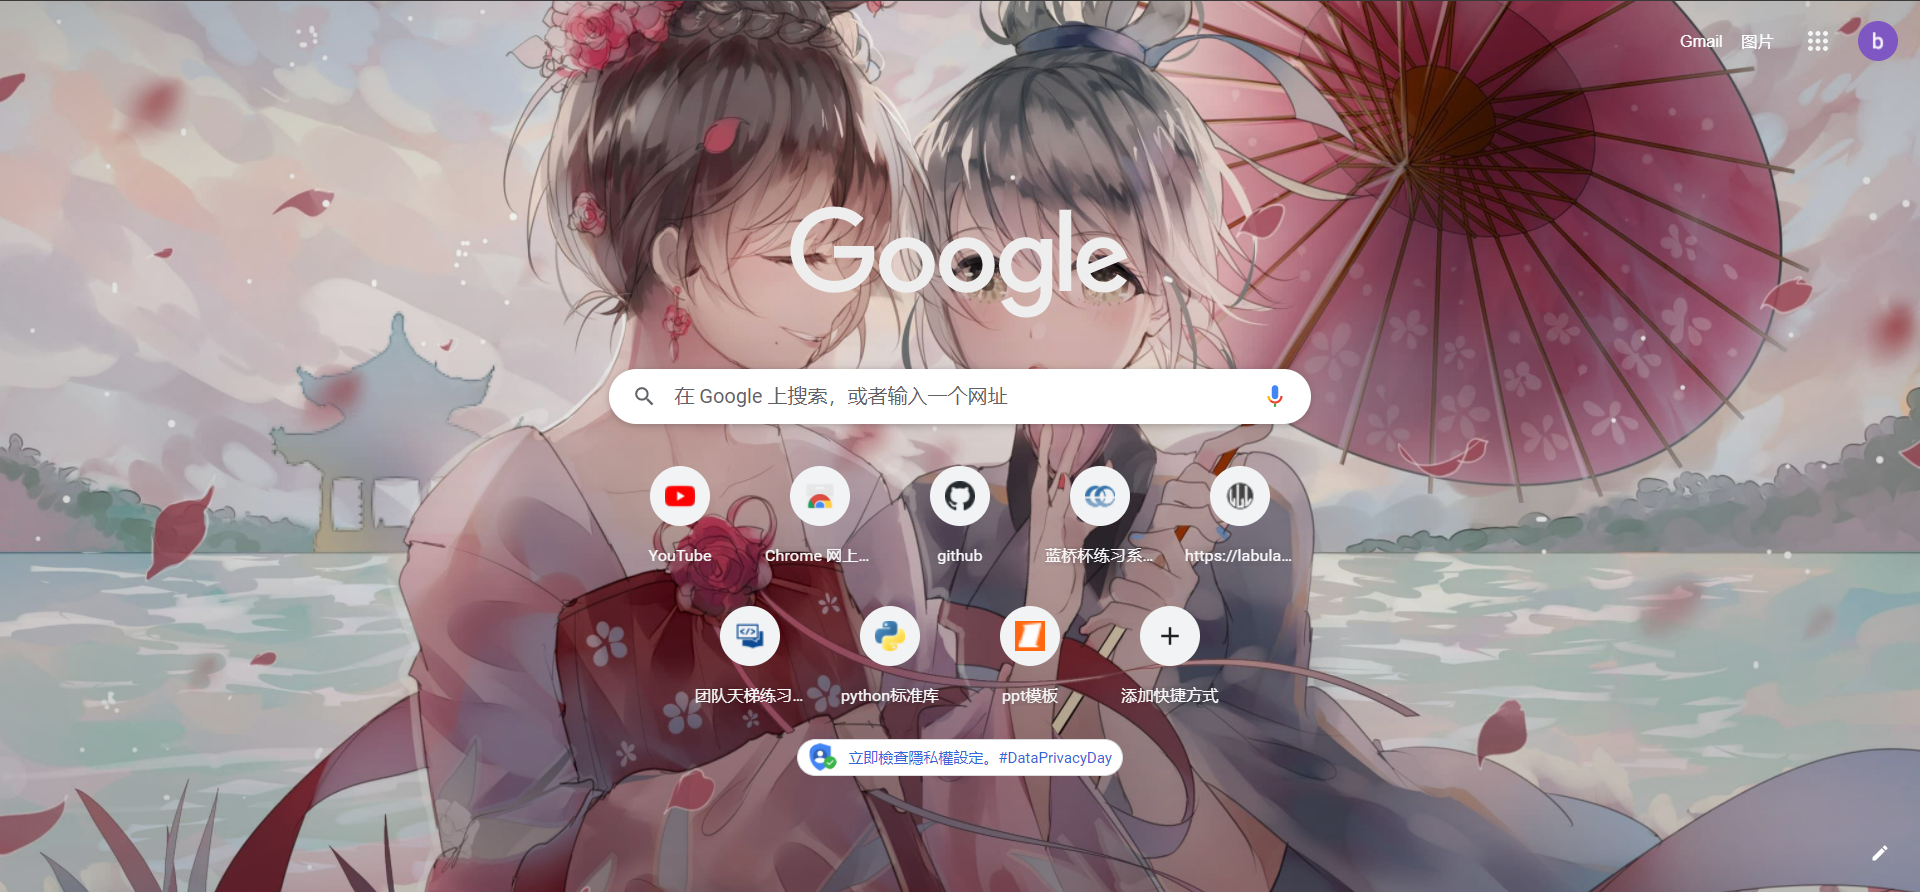 Gmail 图片
b
Google
在 Google 上搜索，或者输入一个网址
YouTube
Chrome 网上...
github
蓝桥杯练习系...
https://labula...
团队天梯练习...
python标准库
ppt模板
添加快捷方式
立即檢查隱私權設定。#DataPrivacyDay